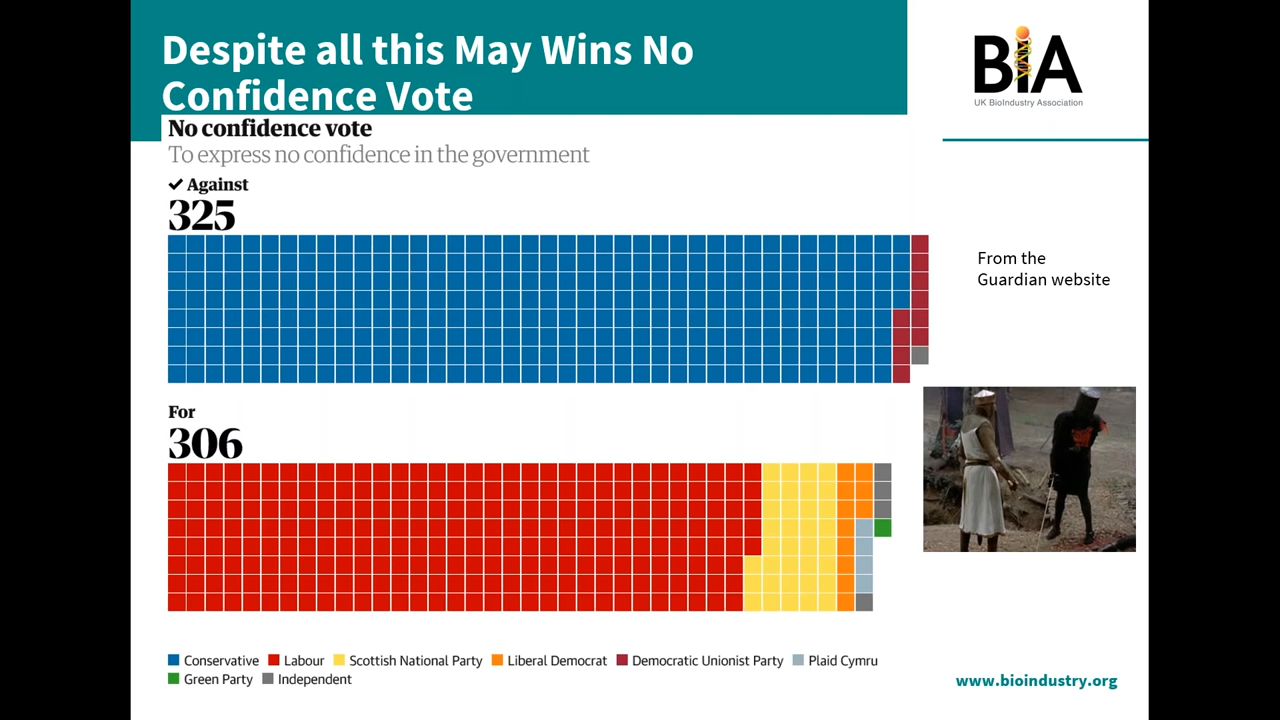 Despite all this May Wins No
Confidence Vote
BiA
UK BioIndustry Association
No confidence vote
To express no confidence in the government
✓ Against
325
From the
Guardian website
For
306
Conservative Labour Scottish National Party Liberal Democrat Democratic Unionist Party Plaid Cymru
Green Party Independent
www.bioindustry.org